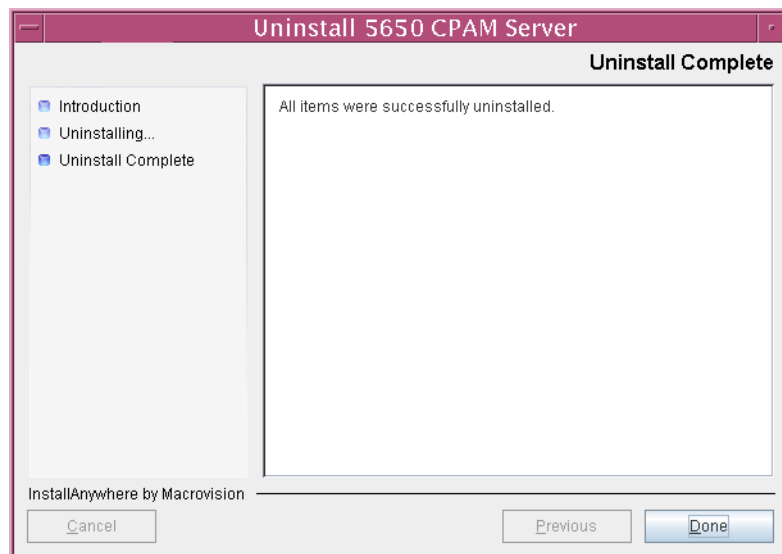 Uninstall 5650 CPAM Server
Uninstall Complete
Introduction
Uninstalling...
Uninstall Complete
All items were successfully uninstalled.
InstallAnywhere by Macrovision
Cancel
Previous
Done